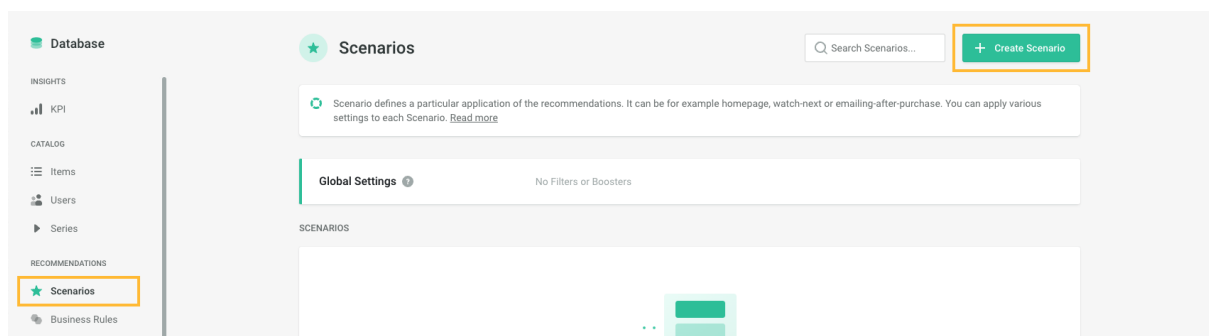 Database
INSIGHTS
KPI
CATALOG
Items
Users
Series
RECOMMENDATIONS
Scenarios
Business Rules
Scenarios
Search Scenarios...
+ Create Scenario
Scenario defines a particular application of the recommendations. It can be for example homepage, watch-next or emailing-after-purchase. You can apply various
settings to each Scenario. Read more
Global Settings ?
No Filters or Boosters
SCENARIOS